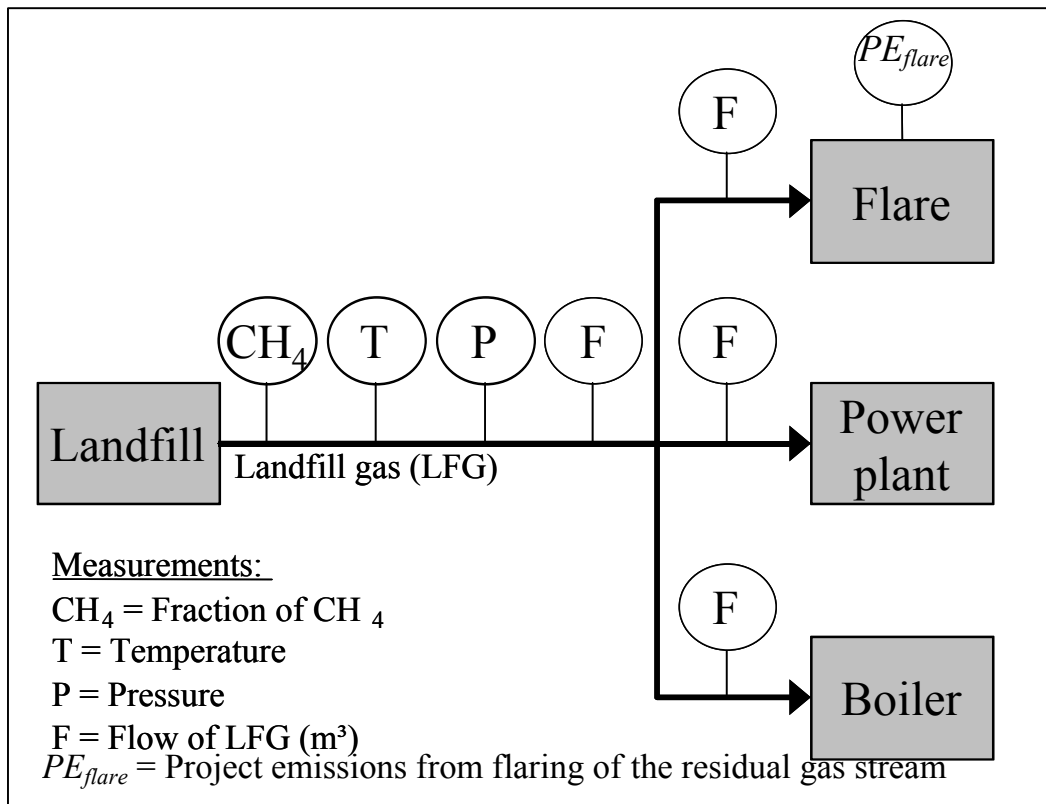 PE_flare
F
Flare
CH₄
T
P
F
F
Landfill
Landfill gas (LFG)
Power
plant
Measurements:
CH₄ = Fraction of CH ₄
T = Temperature
P = Pressure
F = Flow of LFG (m³)
PE_flare = Project emissions from flaring of the residual gas stream
F
Boiler